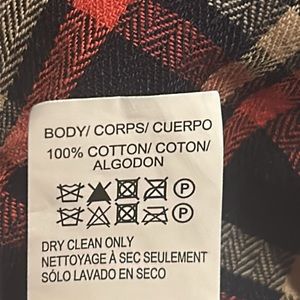 BODY/ CORPS/ CUERPO
100% COTTON/ COTON/
ALGODON
P
P
DRY CLEAN ONLY
NETTOYAGE À SEC SEULEMENT
SÓLO LAVADO EN SECO